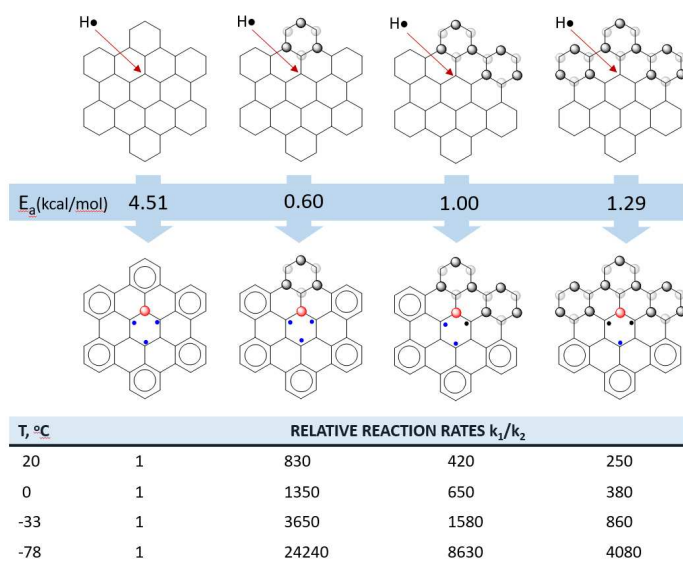 H● H● H● H●
Ea(kcal/mol) 4.51 0.60 1.00 1.29
T, ºC RELATIVE REACTION RATES k1/k2
20 1 830 420 250
0 1 1350 650 380
-33 1 3650 1580 860
-78 1 24240 8630 4080